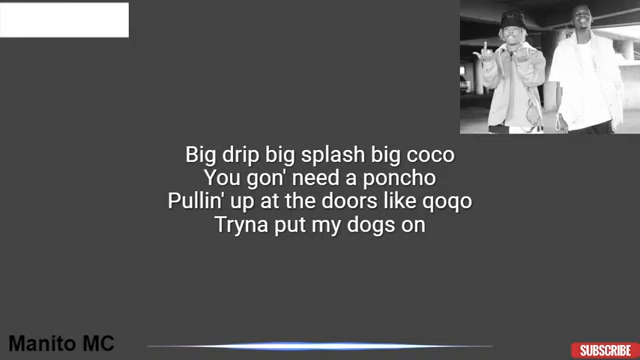 Big drip big splash big coco
You gon' need a poncho
Pullin' up at the doors like qoqo
Tryna put my dogs on
Manito MC
SUBSCRIBE